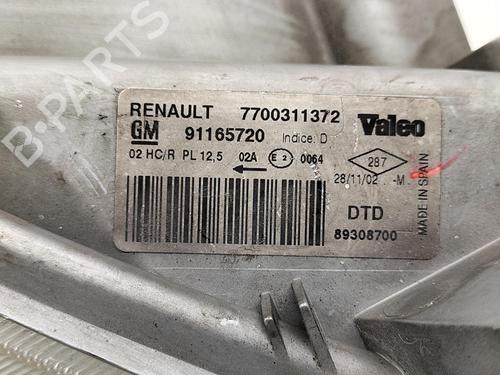 B-PARTS
RENAULT 7700311372 Valeo
GM 91165720 Indice: D
02 HC/R PL 12,5 02A E2 0064 287
28/11/02 . -M.
DTD
89308700
MADE IN SPAIN